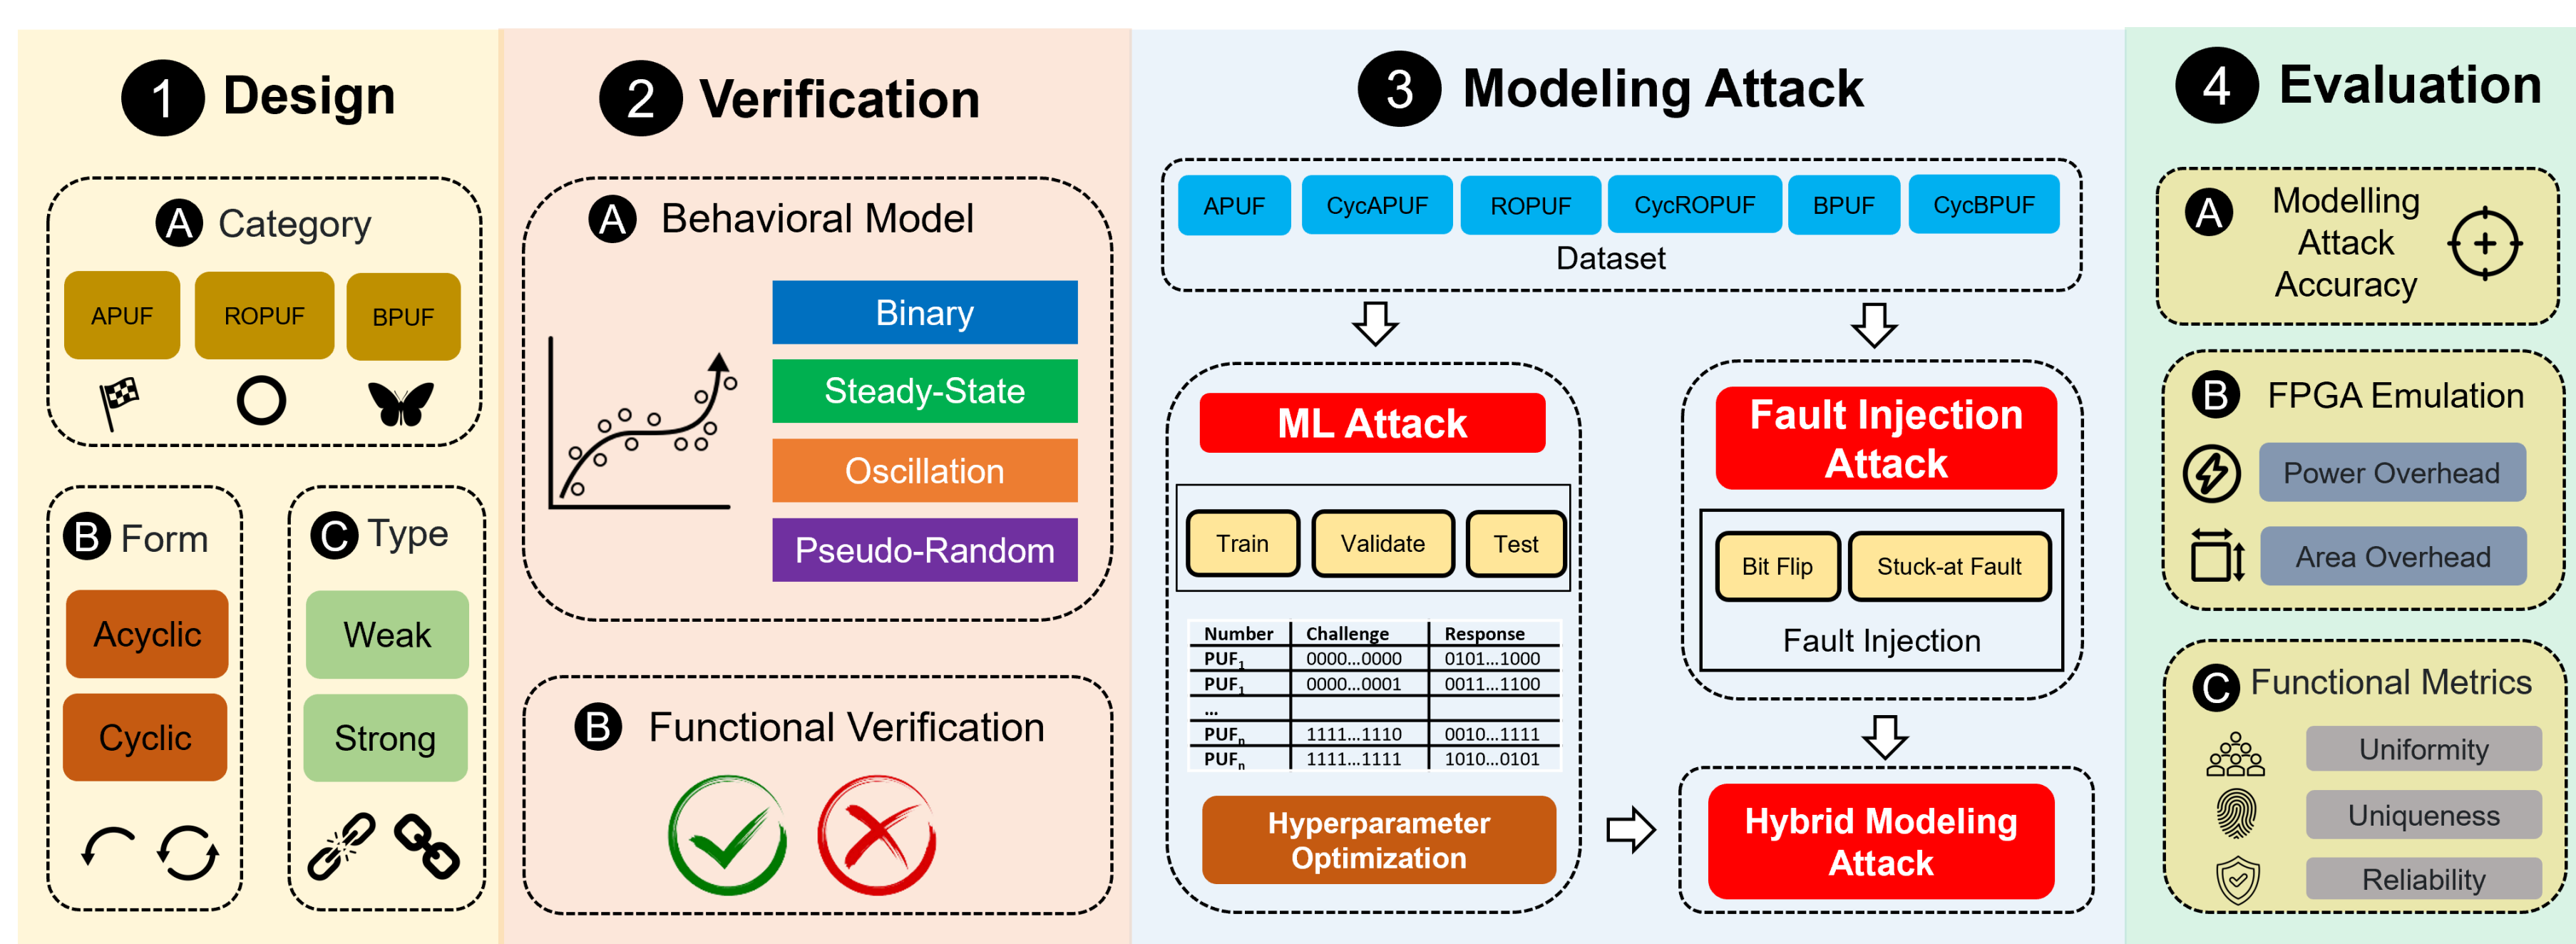 1 Design
A Category
APUF ROPUF BPUF
B Form
Acyclic
Cyclic
C Type
Weak
Strong
2 Verification
A Behavioral Model
Binary
Steady-State
Oscillation
Pseudo-Random
B Functional Verification
3 Modeling Attack
APUF CycAPUF ROPUF CycROPUF BPUF CycBPUF
Dataset
ML Attack
Train Validate Test
Number Challenge Response
PUF1 0000...0000 0101...1000
PUF1 0000...0001 0011...1100
...
PUFn 1111...1110 0010...1111
PUFn 1111...1111 1010...0101
Hyperparameter
Optimization
Fault Injection
Attack
Bit Flip Stuck-at Fault
Fault Injection
Hybrid Modeling
Attack
4 Evaluation
A Modelling
Attack
Accuracy
B FPGA Emulation
Power Overhead
Area Overhead
C Functional Metrics
Uniformity
Uniqueness
Reliability